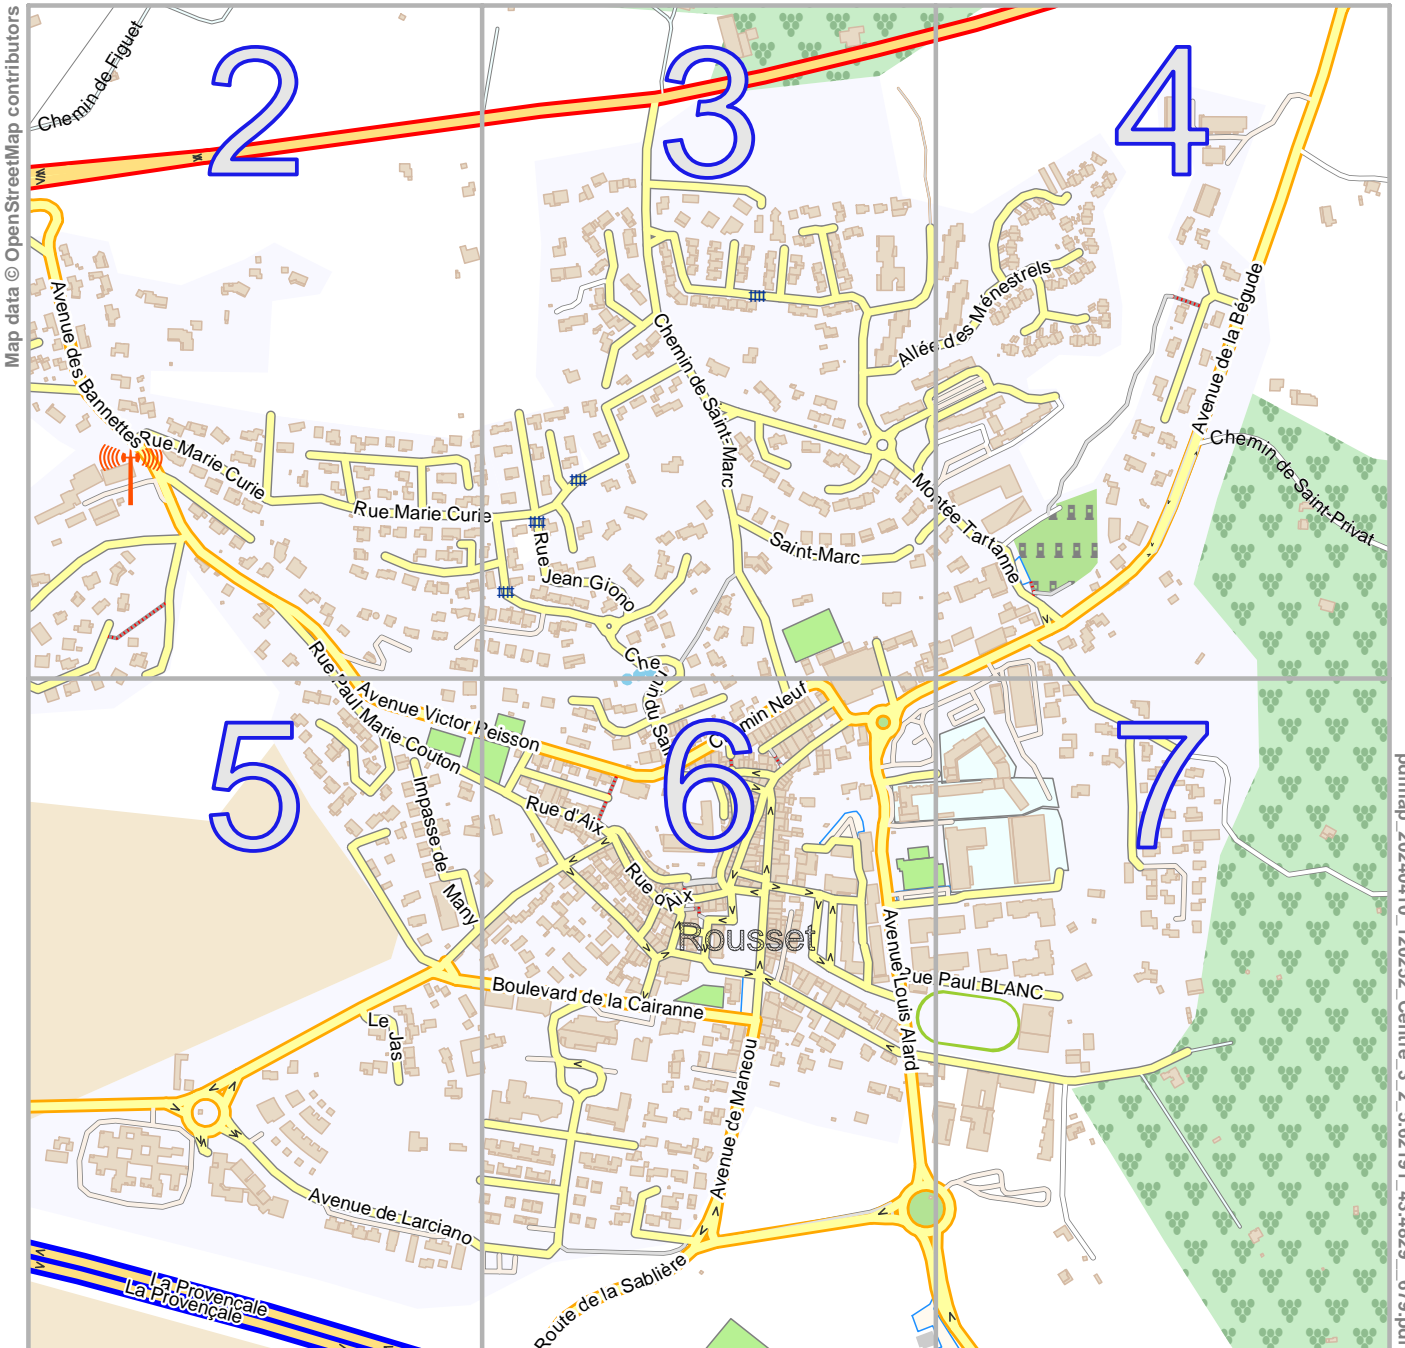 Map data © OpenStreetMap contributors
2
3
4
Chemin de Figuet
Avenue des Bannettes
Rue Marie Curie
Rue Marie Curie
Chemin de Saint-Marc
Allée des Ménestrels
Avenue de la Bégude
Chemin de Saint-Privat
Montée Tartanne
Saint-Marc
Rue
Jean Giono
Rue Paul Marie Couton
Avenue Victor Peisson
5
6
7
Impasse de Many
Rue d'Aix
Rue d'Aix
Rousset
Avenue Louis Alard
Rue Paul BLANC
Boulevard de la Cairanne
Le Jas
Avenue de Maneou
Avenue de Larciano
Route de la Sablière
La Provençale
La Provençale